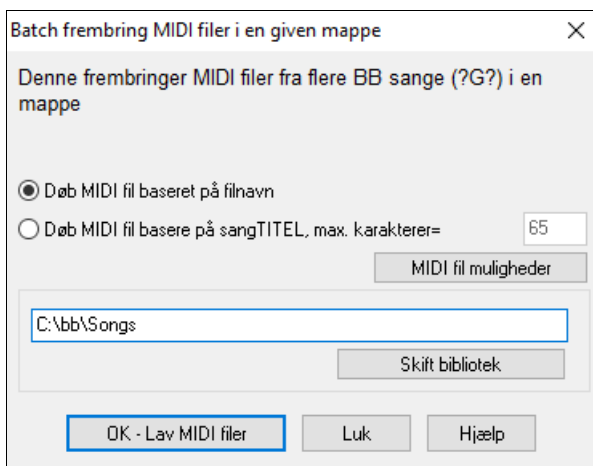 Batch frembring MIDI filer i en given mappe
Denne frembringer MIDI filer fra flere BB sange (?G?) i en
mappe
Døb MIDI fil baseret på filnavn
Døb MIDI fil basere på sangTITEL, max. karakterer= 65
MIDI fil muligheder
C:\bb\Songs
Skift bibliotek
OK - Lav MIDI filer Luk Hjælp